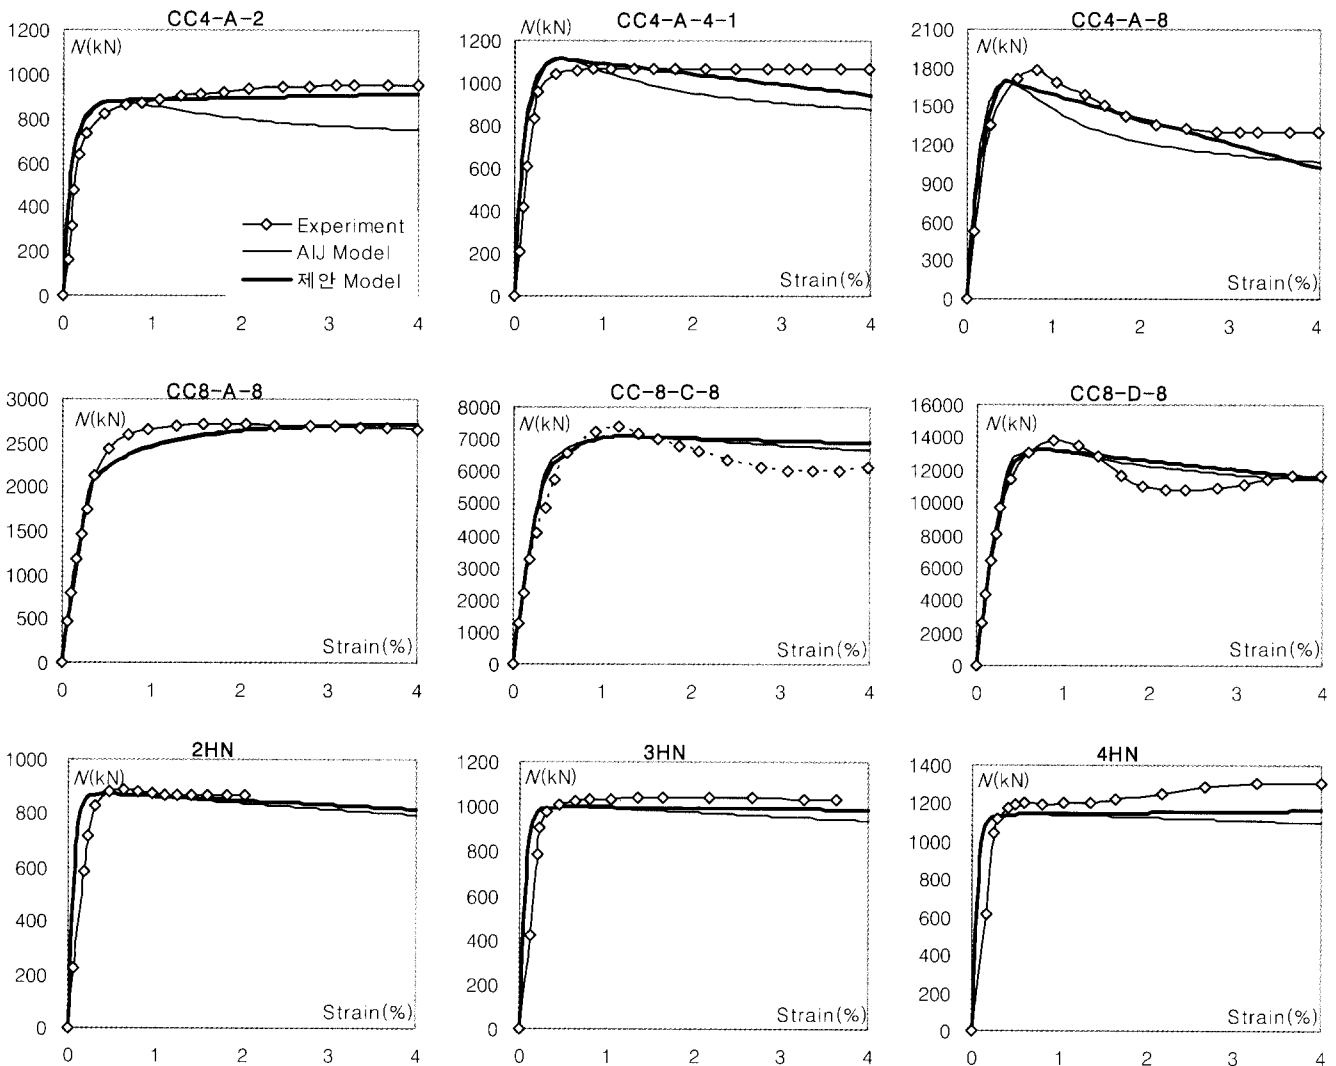 CC4-A-2
N(kN)
1200
1000
800
600
400
200
0
Experiment
AIJ Model
제안 Model
0 1 2 3 4
CC4-A-4-1
N(kN)
1200
1000
800
600
400
200
0
Strain(%)
0 1 2 3 4
CC4-A-8
N(kN)
2100
1800
1500
1200
900
600
300
0
Strain(%)
0 1 2 3 4
CC8-A-8
N(kN)
3000
2500
2000
1500
1000
500
0
Strain(%)
0 1 2 3 4
CC-8-C-8
N(kN)
8000
7000
6000
5000
4000
3000
2000
1000
0
Strain(%)
0 1 2 3 4
CC8-D-8
N(kN)
16000
14000
12000
10000
8000
6000
4000
2000
0
Strain(%)
0 1 2 3 4
2HN
N(kN)
1000
800
600
400
200
0
Strain(%)
0 1 2 3 4
3HN
N(kN)
1200
1000
800
600
400
200
0
Strain(%)
0 1 2 3 4
4HN
N(kN)
1400
1200
1000
800
600
400
200
0
Strain(%)
0 1 2 3 4